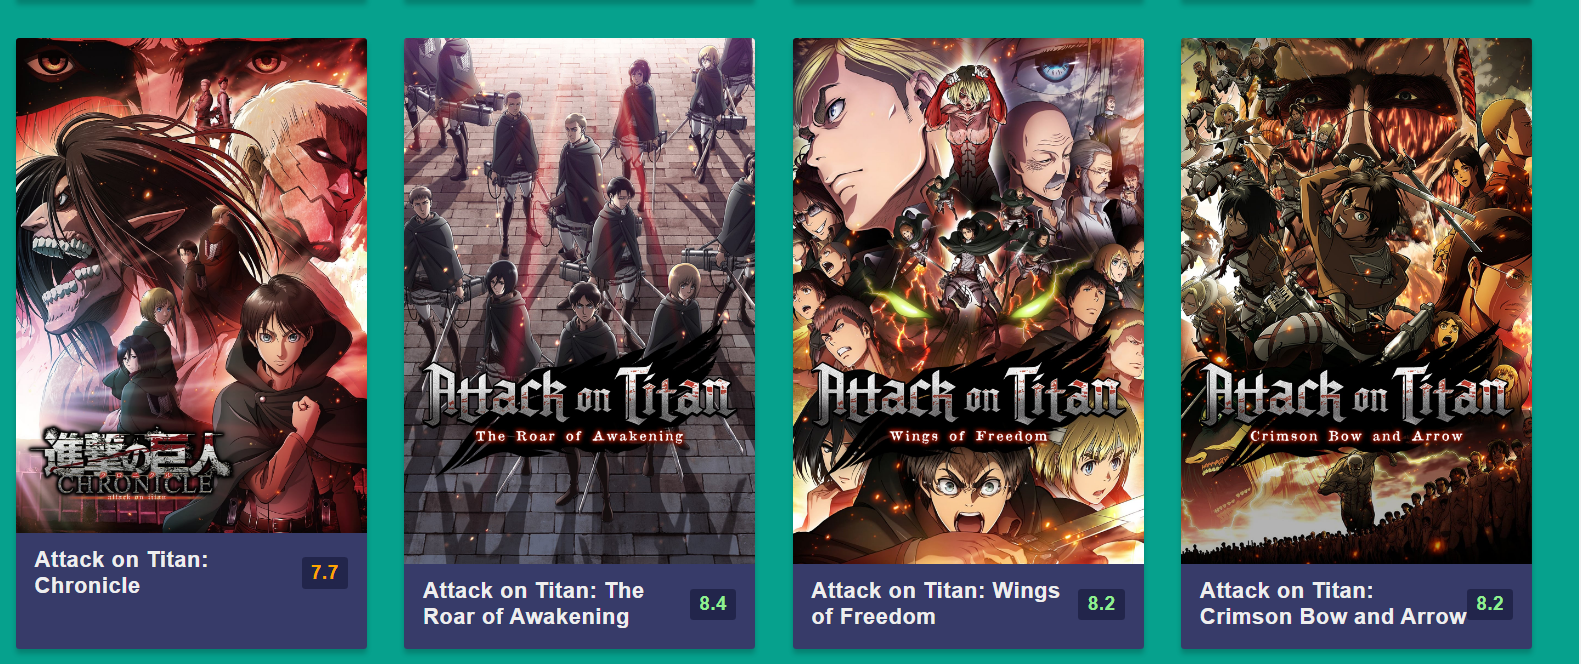 進撃の巨人
CHRONICLE
attack on titan
Attack on Titan:
Chronicle
7.7
Attack on Titan
The Roar of Awakening
Attack on Titan: The
Roar of Awakening
8.4
Attack on Titan
Wings of Freedom
Attack on Titan: Wings
of Freedom
8.2
Attack on Titan
Crimson Bow and Arrow
Attack on Titan:
Crimson Bow and Arrow
8.2